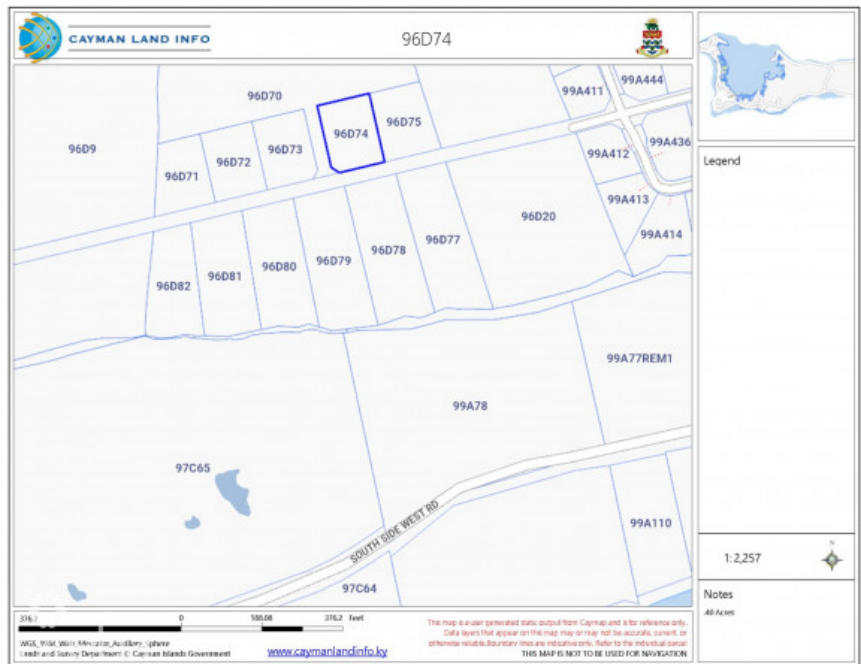 CAYMAN LAND INFO
96D74
96D70
96D9
96D74
96D75
96D71
96D72
96D73
99A411
99A444
99A412
99A436
99A413
99A414
96D20
96D82
96D81
96D80
96D79
96D78
96D77
99A77REM1
99A78
97C65
SOUTH SIDE WEST RD
99A110
97C64
Legend
1: 2,257
N
Notes
.40 Acres
376.2
0
188.08
376.2 Feet
WGS_1984_Web_Mercator_Auxiliary_Sphere
Lands and Survey Department © Cayman Islands Government
www.caymanlandinfo.ky
This map is a user generated static output from Caymap and is for reference only.
Data layers that appear on this map may or may not be accurate, current, or
otherwise reliable. Boundary lines are indicative only. Refer to the individual parcel
THIS MAP IS NOT TO BE USED FOR NAVIGATION